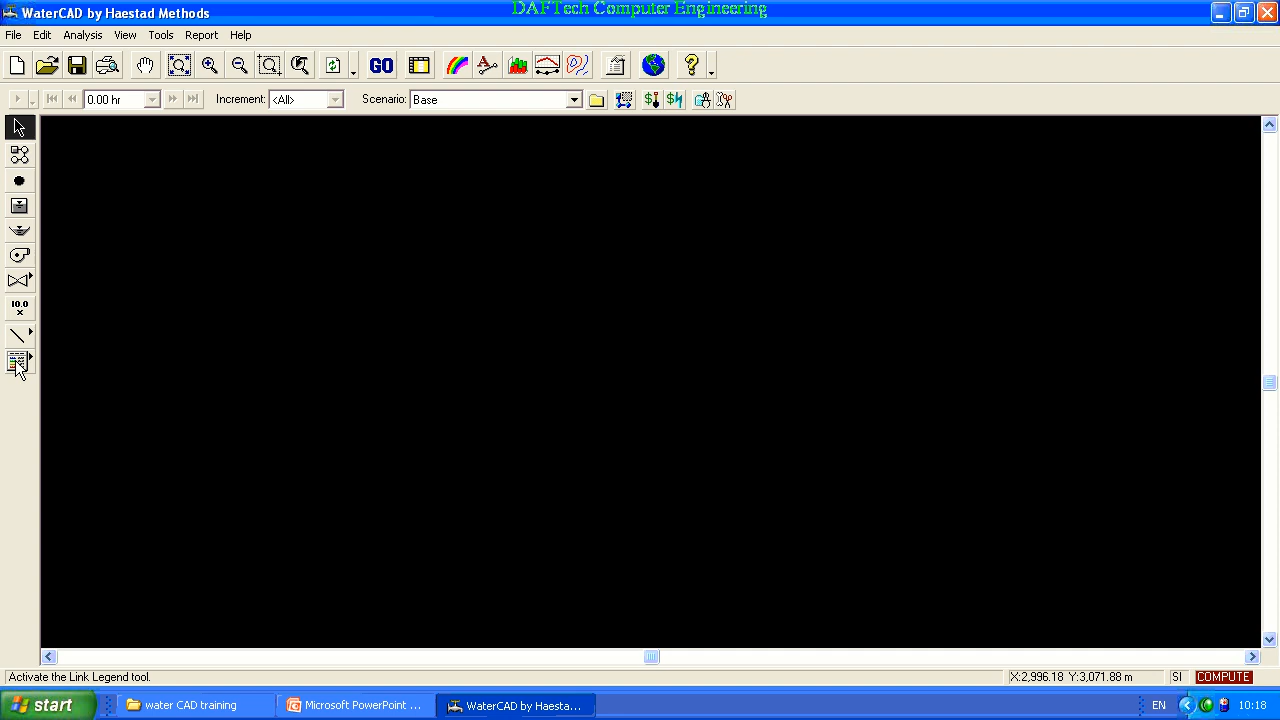 WaterCAD by Haestad Methods
DAFTech Computer Engineering
File Edit Analysis View Tools Report Help
GO
0.00 hr Increment: <All> Scenario: Base
10.0
x
Activate the Link Legend tool.
X:2,996.18 Y:3,071.88 m SI COMPUTE
start water CAD training Microsoft PowerPoint ... WaterCAD by Haesta... EN 10:18